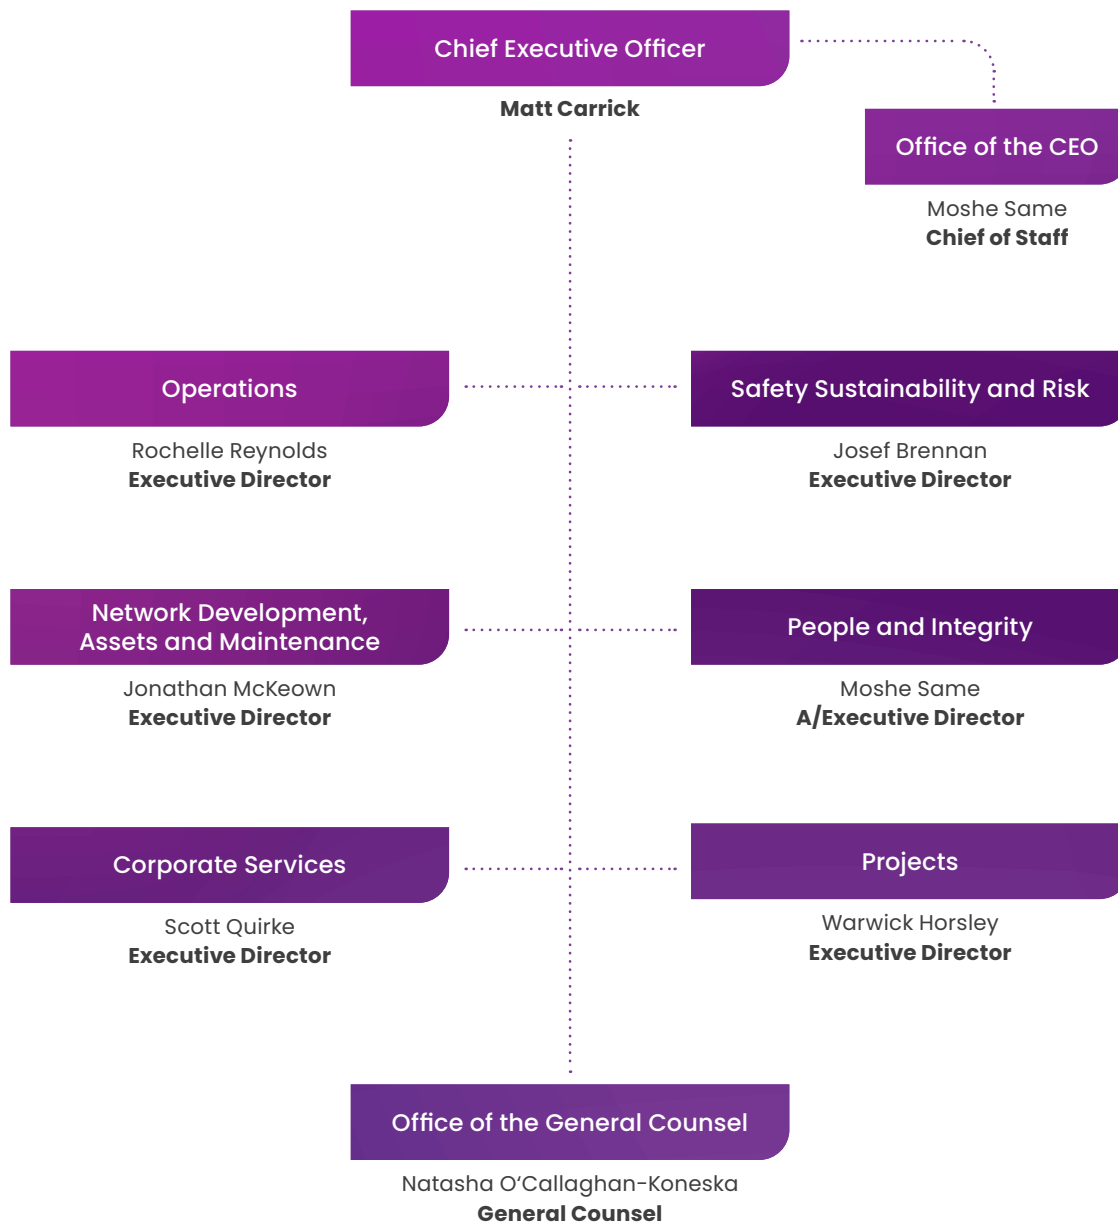 Chief Executive Officer
Matt Carrick
Office of the CEO
Moshe Same
Chief of Staff
Operations
Rochelle Reynolds
Executive Director
Safety Sustainability and Risk
Josef Brennan
Executive Director
Network Development,
Assets and Maintenance
Jonathan McKeown
Executive Director
People and Integrity
Moshe Same
A/Executive Director
Corporate Services
Scott Quirke
Executive Director
Projects
Warwick Horsley
Executive Director
Office of the General Counsel
Natasha O‘Callaghan-Koneska
General Counsel